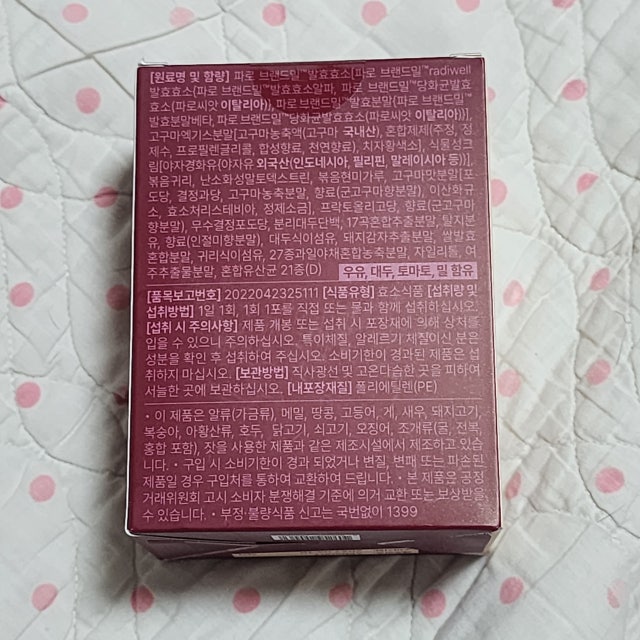 [원료명 및 함량] 파로 브랜드밀™발효효소{파로 브랜드밀™radiwell
발효효소(파로 브랜드밀™발효효소알파, 파로 브랜드밀™당화균발효
효소(파로씨앗 이탈리아)), 파로 브랜드밀™발효분말(파로 브랜드밀™
발효분말베타, 파로 브랜드밀™당화균발효효소(파로씨앗 이탈리아))},
고구마엑기스분말[고구마농축액(고구마 국내산), 혼합제제(주정, 정
제수, 프로필렌글리콜, 합성향료, 천연향료), 치자황색소], 식물성크
림[야자경화유(야자유 외국산(인도네시아, 필리핀, 말레이시아 등))],
볶음귀리, 난소화성말토덱스트린, 볶음현미가루, 고구마맛분말[포
도당, 결정과당, 고구마농축분말, 향료(군고구마향분말), 이산화규
소, 효소처리스테비아, 정제소금], 프락토올리고당, 향료(군고구마
향분말), 무수결정포도당, 분리대두단백, 17곡혼합추출분말, 탈지분
유, 향료(인절미향분말), 대두식이섬유, 돼지감자추출분말, 쌀발효
혼합분말, 귀리식이섬유, 27종과일야채혼합농축분말, 자일리톨, 여
주추출물분말, 혼합유산균 21종(D) 우유, 대두, 토마토, 밀 함유
[품목보고번호] 2022042325111 [식품유형] 효소식품 [섭취량 및
섭취방법] 1일 1회, 1회 1포를 직접 또는 물과 함께 섭취하십시오.
[섭취 시 주의사항] 제품 개봉 또는 섭취 시 포장재에 의해 상처를
입을 수 있으니 주의하십시오. 특이체질, 알레르기 체질이신 분은
성분을 확인 후 섭취하여 주십시오. 소비기한이 경과된 제품은 섭
취하지 마십시오. [보관방법] 직사광선 및 고온다습한 곳을 피하여
서늘한 곳에 보관하십시오. [내포장재질] 폴리에틸렌(PE)
• 이 제품은 알류(가금류), 메밀, 땅콩, 고등어, 게, 새우, 돼지고기,
복숭아, 아황산류, 호두, 닭고기, 쇠고기, 오징어, 조개류(굴, 전복,
홍합 포함), 잣을 사용한 제품과 같은 제조시설에서 제조하고 있습
니다. • 구입 시 소비기한이 경과 되었거나 변질, 변패 또는 파손된
제품일 경우 구입처를 통하여 교환하여 드립니다. • 본 제품은 공정
거래위원회 고시 소비자 분쟁해결 기준에 의거 교환 또는 보상받을
수 있습니다. • 부정·불량식품 신고는 국번없이 1399